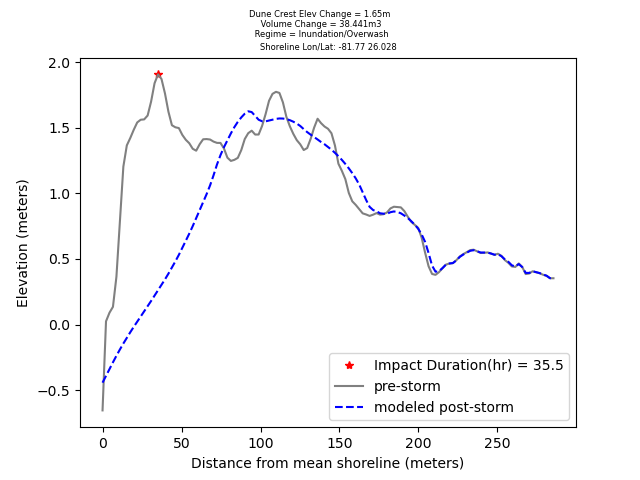 Dune Crest Elev Change = 1.65m
Volume Change = 38.441m3
Regime = Inundation/Overwash
Shoreline Lon/Lat: -81.77 26.028
2.0
1.5
1.0
0.5
0.0
−0.5
Elevation (meters)
Impact Duration(hr) = 35.5
pre-storm
modeled post-storm
0 50 100 150 200 250
Distance from mean shoreline (meters)